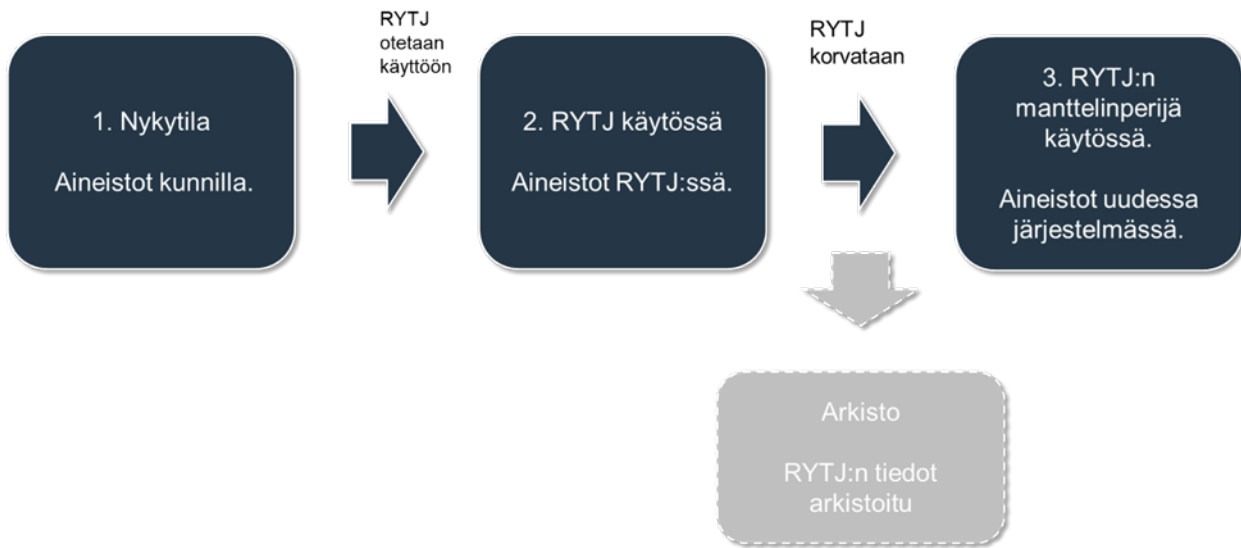 1. Nykytila
Aineistot kunnilla.
RYTJ
otetaan
käyttöön
2. RYTJ käytössä
Aineistot RYTJ:ssä.
RYTJ
korvataan
3. RYTJ:n
manttelinperijä
käytössä.
Aineistot uudessa
järjestelmässä.
Arkisto
RYTJ:n tiedot
arkistoitu